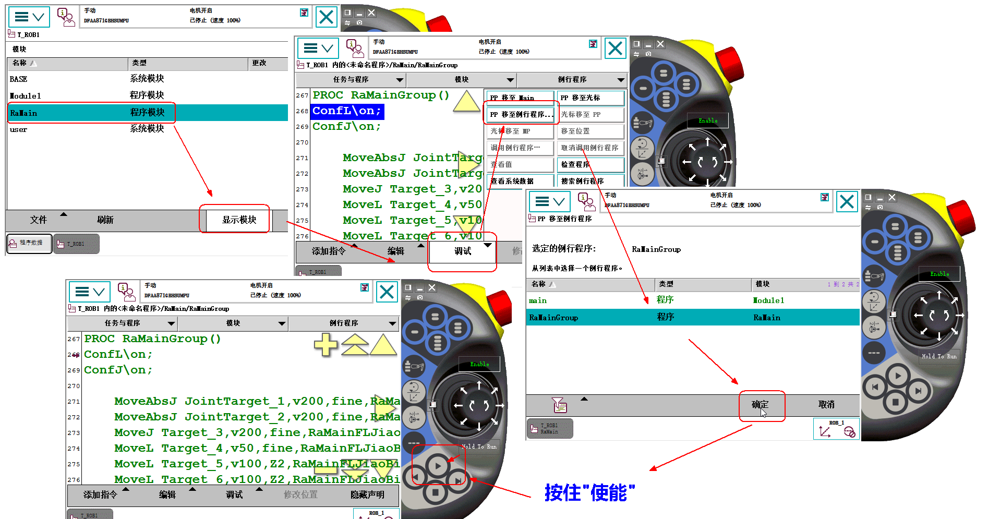 手动
DFAA871GBHSUMPU
电机开启
己停止 (速度 100%)
T_ROB1
模块
名称 类型 更改
BASE 系统模块
Module1 程序模块
RaMain 程序模块
user 系统模块
文件 刷新 显示模块
程序数据 T_ROB1
手动
DFAA871GBHSUMPU
电机开启
己停止 (速度 100%)
T_ROB1 内的<未命名程序>/RaMain/RaMainGroup
任务与程序 模块 例行程序
267 PROC RaMainGroup()
268 ConfL\on;
269 ConfJ\on;
270
271 MoveAbsJ JointTarg
272 MoveAbsJ JointTarg
273 MoveJ Target_3,v20
274 MoveL Target_4,v50
275 MoveL Target_5,v10
276 MoveL Target_6,v10
PP 移至 Main PP 移至光标
PP 移至例行程序... 光标移至 PP
光标移至 MP 移至位置
调用例行程序... 取消调用例行程序
查看值 检查程序
查看系统数据 搜索例行程序
添加指令 编辑 调试 修
T_ROB1
Enable
手动
DFAA871GBHSUMPU
电机开启
己停止 (速度 100%)
PP 移至例行程序
选定的例行程序: RaMainGroup
从列表中选择一个例行程序。
名称 类型 模块 1 到 2 共 2
main 程序 Module1
RaMainGroup 程序 RaMain
确定 取消
T_ROB1
RaMain
ROB_1
Enable
Hold To Run
手动
DFAA871GBHSUMPU
电机开启
己停止 (速度 100%)
T_ROB1 内的<未命名程序>/RaMain/RaMainGroup
任务与程序 模块 例行程序
267 PROC RaMainGroup()
268 ConfL\on;
269 ConfJ\on;
270
271 MoveAbsJ JointTarget_1,v200,fine,RaMa
272 MoveAbsJ JointTarget_2,v200,fine,RaMa
273 MoveJ Target_3,v200,fine,RaMainFLJiao
274 MoveL Target_4,v50,fine,RaMainFLJiaoB
275 MoveL Target_5,v100,Z2,RaMainFLJiaoBi
276 MoveL Target_6,v100,Z2,RaMainFLJiaoBi
添加指令 编辑 调试 修改位置 隐藏声明
T_ROB1
ROB_1
Enable
Hold To Run
按住"使能"